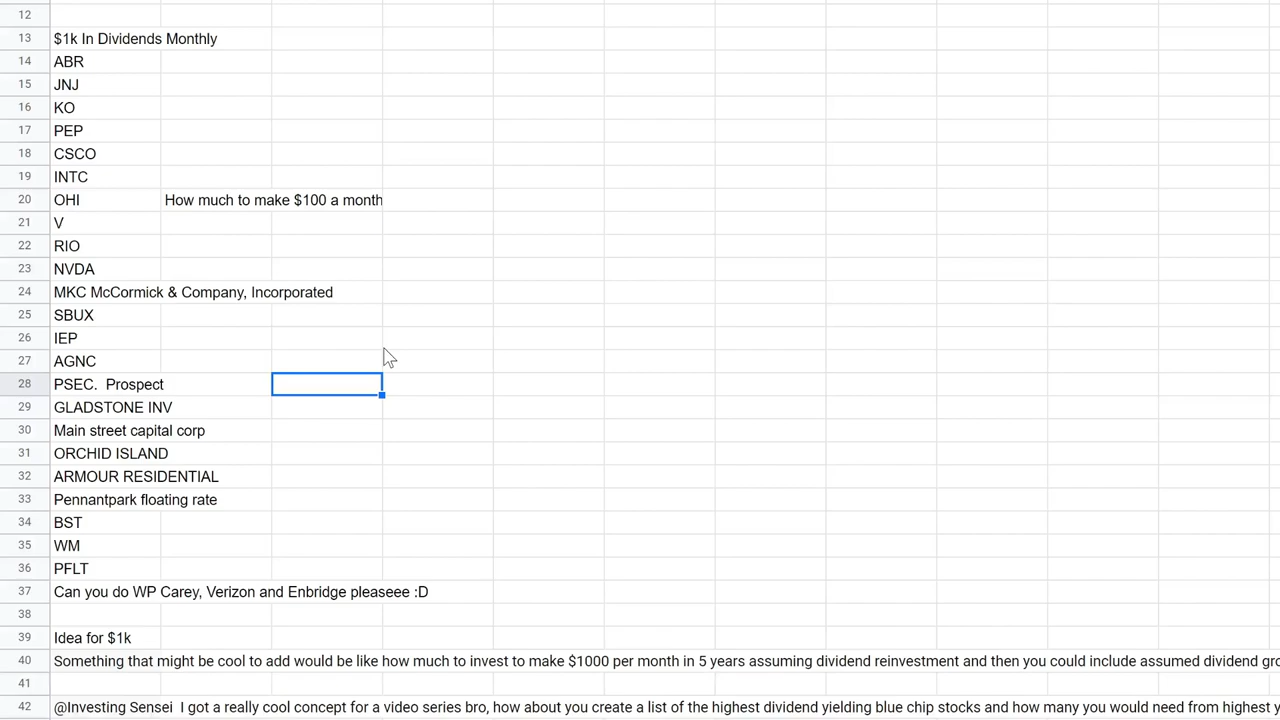 12
13 $1k In Dividends Monthly
14 ABR
15 JNJ
16 KO
17 PEP
18 CSCO
19 INTC
20 OHI How much to make $100 a month
21 V
22 RIO
23 NVDA
24 MKC McCormick & Company, Incorporated
25 SBUX
26 IEP
27 AGNC
28 PSEC. Prospect
29 GLADSTONE INV
30 Main street capital corp
31 ORCHID ISLAND
32 ARMOUR RESIDENTIAL
33 Pennantpark floating rate
34 BST
35 WM
36 PFLT
37 Can you do WP Carey, Verizon and Enbridge pleaseee :D
38
39 Idea for $1k
40 Something that might be cool to add would be like how much to invest to make $1000 per month in 5 years assuming dividend reinvestment and then you could include assumed dividend gro
41
42 @Investing Sensei I got a really cool concept for a video series bro, how about you create a list of the highest dividend yielding blue chip stocks and how many you would need from highest y